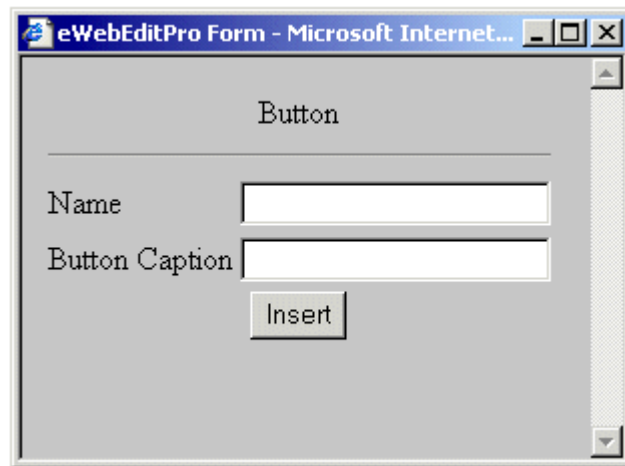 eWebEditPro Form - Microsoft Internet...
Button
Name
Button Caption
Insert